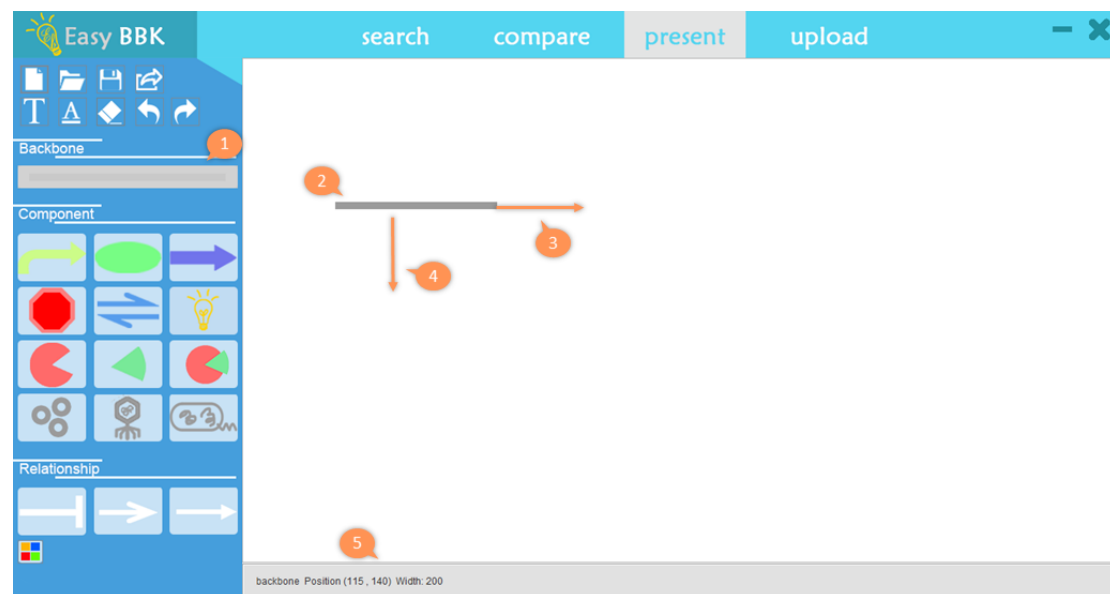 Easy BBK
search compare present upload
T A
Backbone
1
2
3
4
Component
Relationship
5
backbone Position (115 , 140) Width: 200